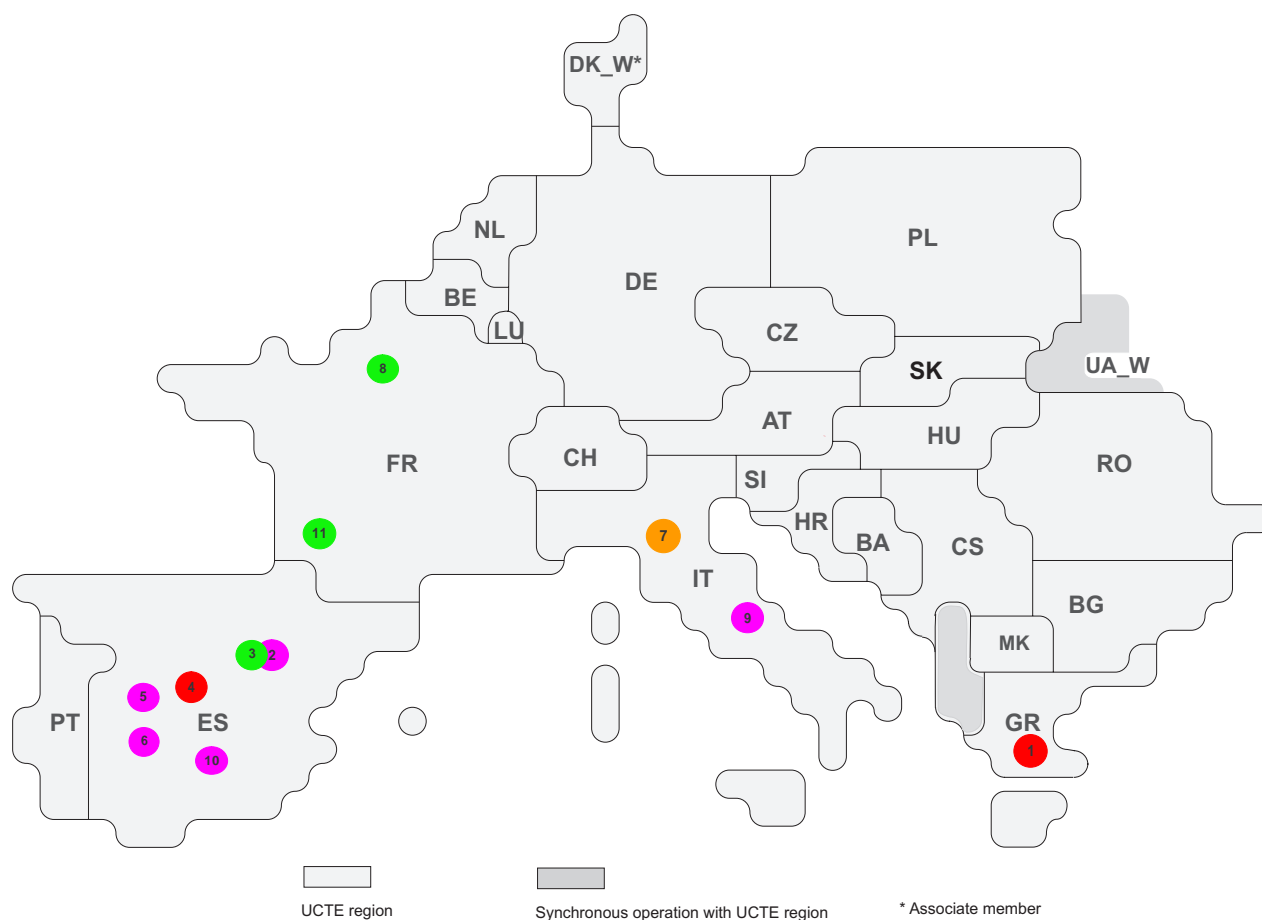 DK_W*
NL
PL
DE
BE
LU
CZ
SK
UA_W
8
AT
HU
FR
CH
RO
SI
HR
BA
CS
11
7
IT
BG
9
MK
3
2
4
5
PT
ES
GR
6
10
1
UCTE region
Synchronous operation with UCTE region
* Associate member